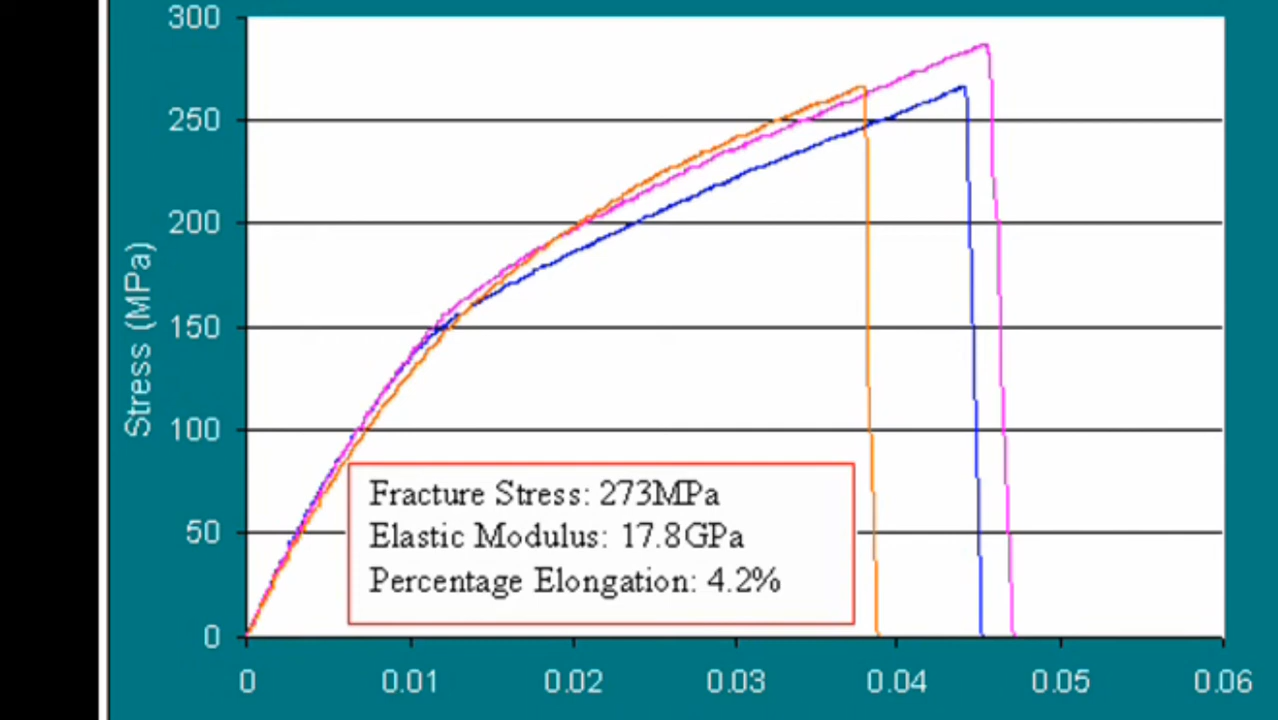 300
250
200
150
100
50
0
Stress (MPa)
Fracture Stress: 273MPa
Elastic Modulus: 17.8GPa
Percentage Elongation: 4.2%
0 0.01 0.02 0.03 0.04 0.05 0.06